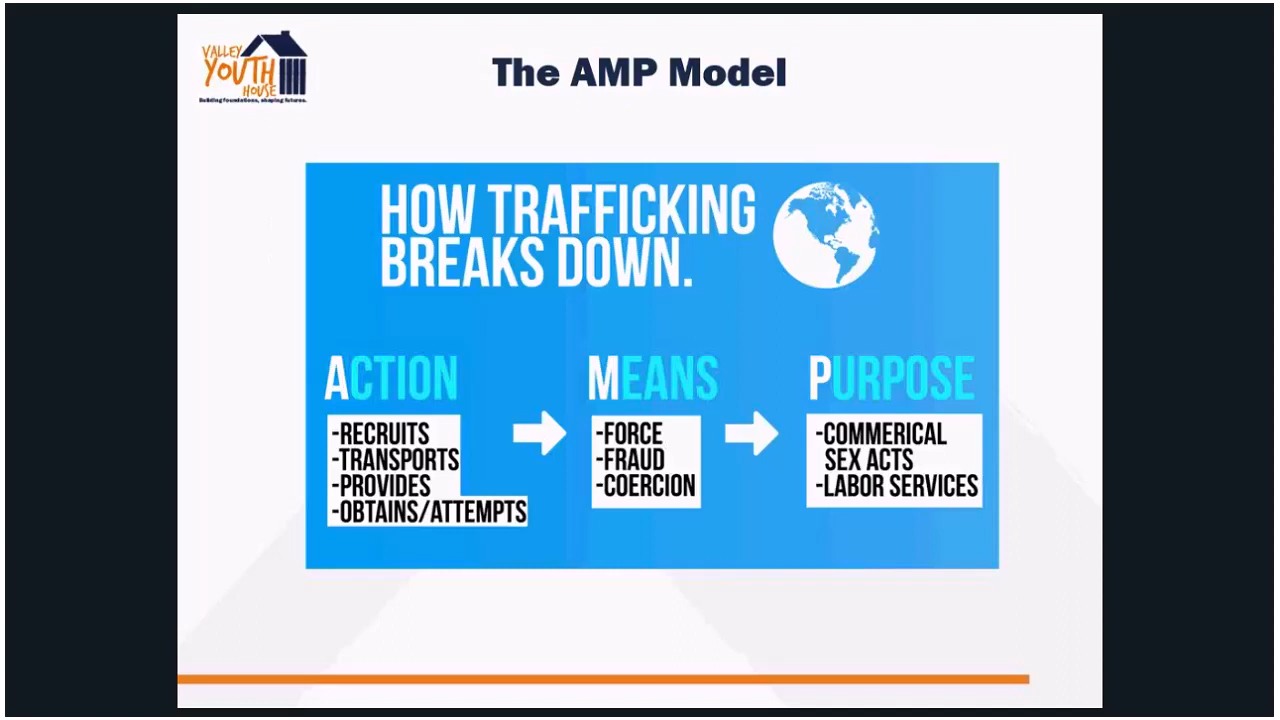 VALLEY
YOUTH
HOUSE
Building foundations, shaping futures.
The AMP Model
HOW TRAFFICKING
BREAKS DOWN.
ACTION
-RECRUITS
-TRANSPORTS
-PROVIDES
-OBTAINS/ATTEMPTS
MEANS
-FORCE
-FRAUD
-COERCION
PURPOSE
-COMMERICAL
SEX ACTS
-LABOR SERVICES